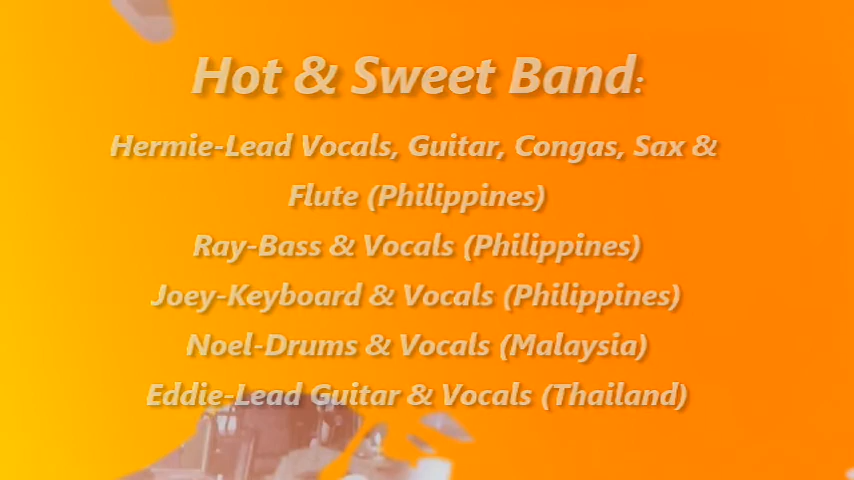 Hot & Sweet Band:
Hermie-Lead Vocals, Guitar, Congas, Sax &
Flute (Philippines)
Ray-Bass & Vocals (Philippines)
Joey-Keyboard & Vocals (Philippines)
Noel-Drums & Vocals (Malaysia)
Eddie-Lead Guitar & Vocals (Thailand)